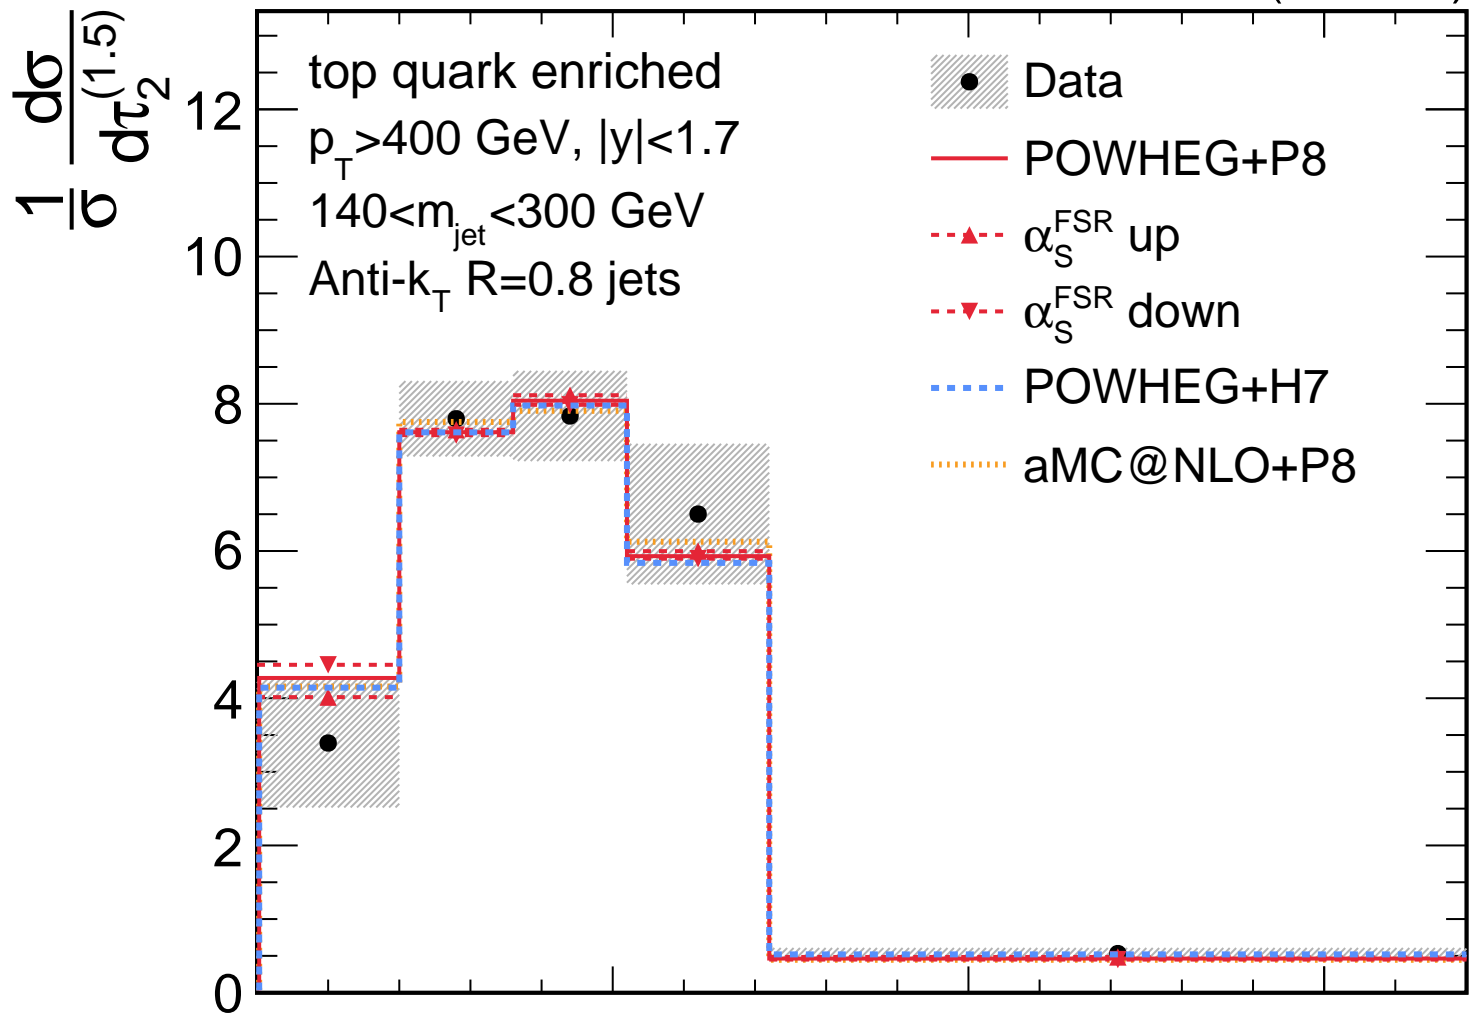 1/σ dσ/dτ₂^(1.5)
top quark enriched
p_T>400 GeV, |y|<1.7
140<m_jet<300 GeV
Anti-k_T R=0.8 jets
Data
POWHEG+P8
α_S^FSR up
α_S^FSR down
POWHEG+H7
aMC@NLO+P8
12
10
8
6
4
2
0